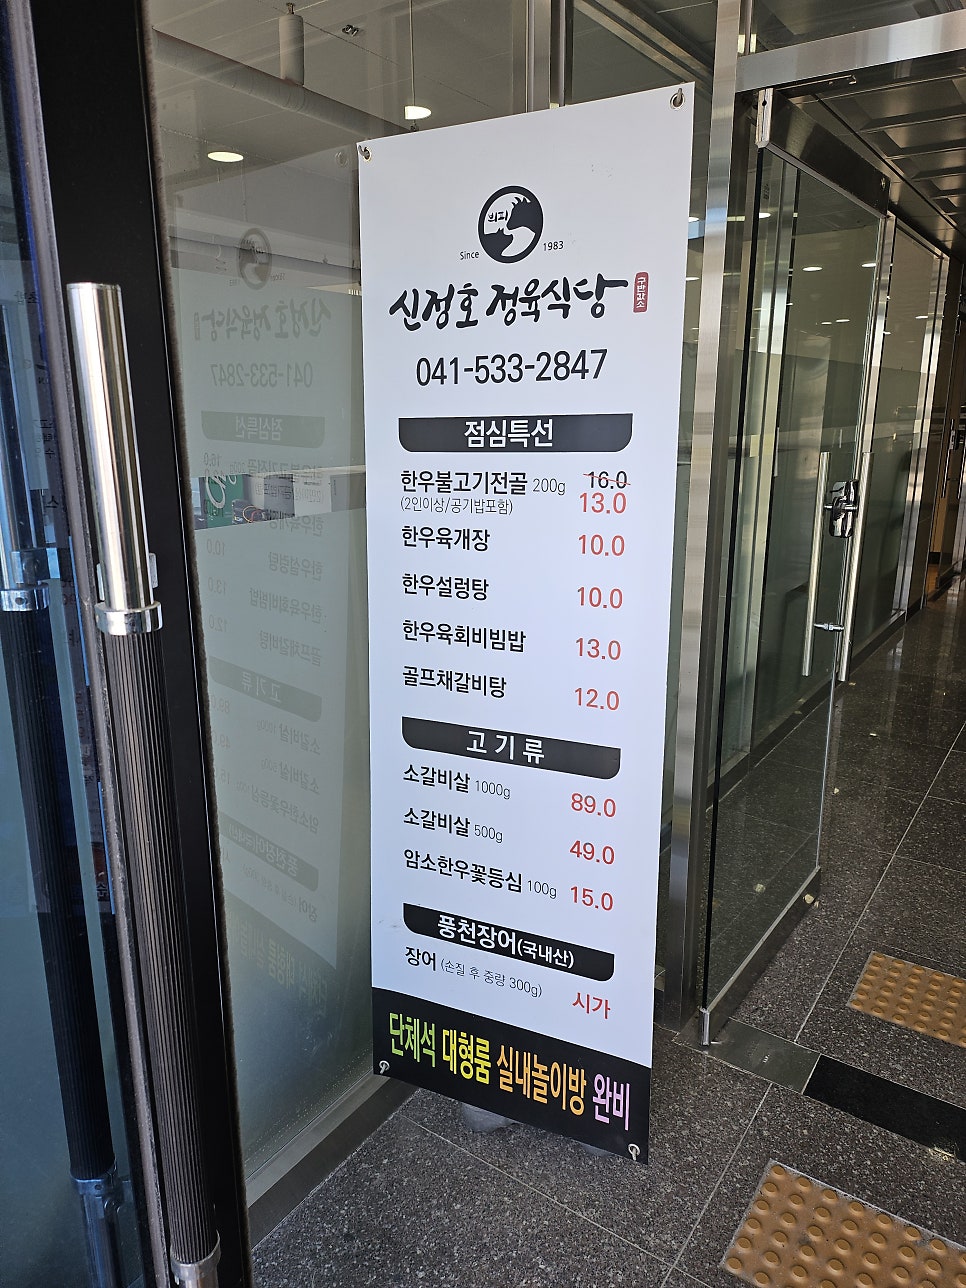 비피
Since 1983
신정호 정육식당
041-533-2847
점심특선
한우불고기전골 200g 16.0
(2인이상/공기밥포함) 13.0
한우육개장 10.0
한우설렁탕 10.0
한우육회비빔밥 13.0
골프채갈비탕 12.0
고기류
소갈비살 1000g 89.0
소갈비살 500g 49.0
암소한우꽃등심 100g 15.0
풍천장어(국내산)
장어 (손질 후 중량 300g) 시가
단체석 대형룸 실내놀이방 완비